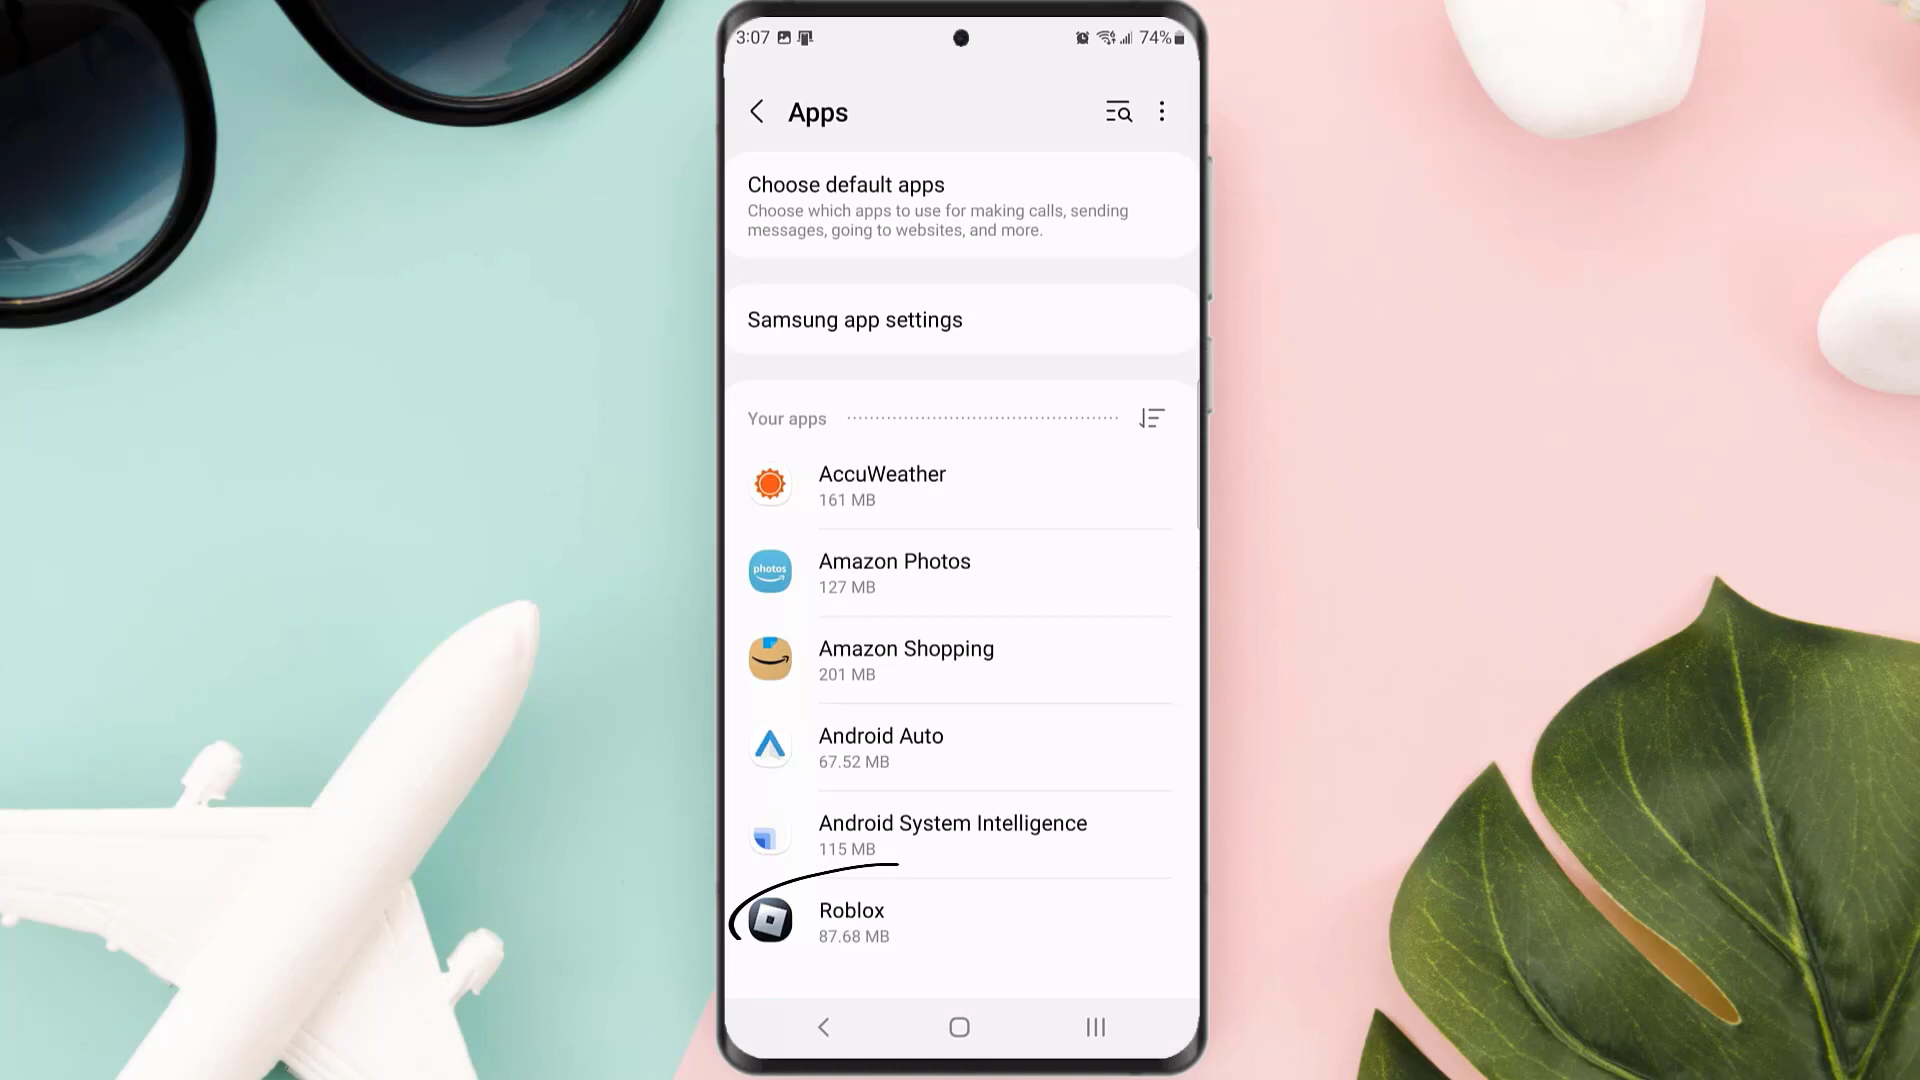 3:07
74%
Apps
Choose default apps
Choose which apps to use for making calls, sending
messages, going to websites, and more.
Samsung app settings
Your apps
AccuWeather
161 MB
photos
Amazon Photos
127 MB
Amazon Shopping
201 MB
Android Auto
67.52 MB
Android System Intelligence
115 MB
Roblox
87.68 MB